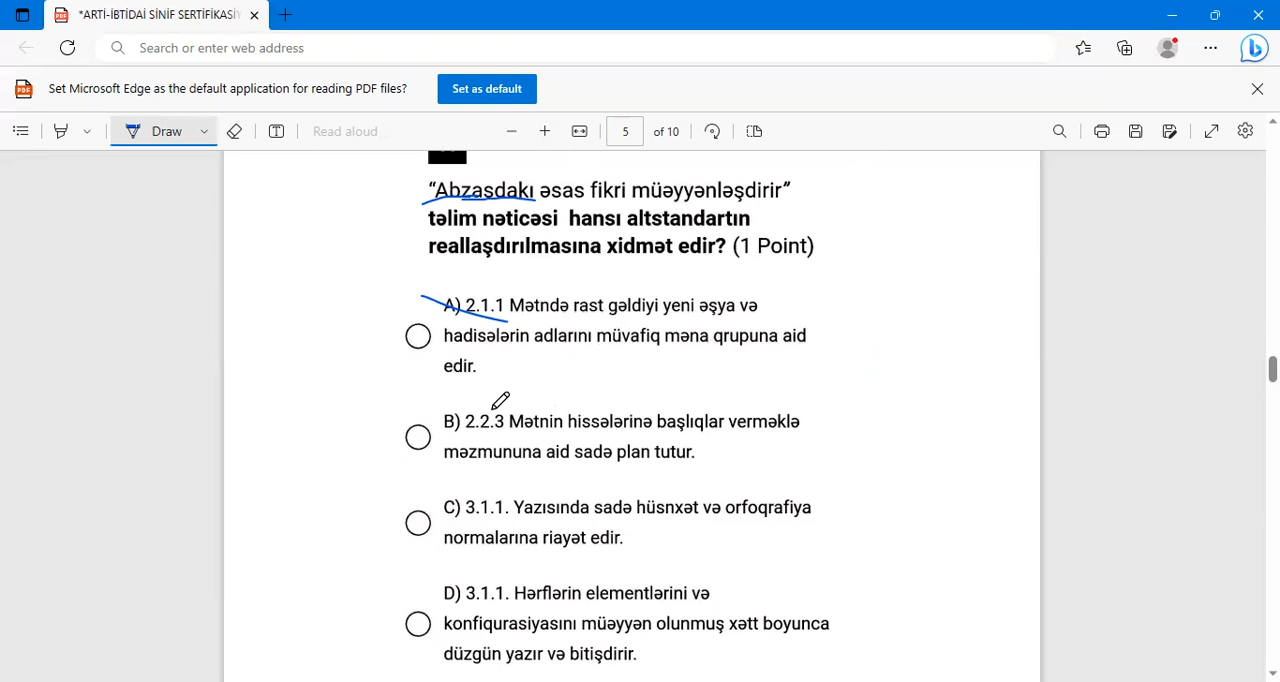 *ARTİ-İBTİDAİ SİNİF SERTİFİKASİY
Search or enter web address
Set Microsoft Edge as the default application for reading PDF files?
Set as default
Draw
Read aloud
5
of 10
“Abzasdakı əsas fikri müəyyənləşdirir”
təlim nəticəsi hansı altstandartın
reallaşdırılmasına xidmət edir? (1 Point)
A) 2.1.1 Mətndə rast gəldiyi yeni əşya və
hadisələrin adlarını müvafiq məna qrupuna aid
edir.
B) 2.2.3 Mətnin hissələrinə başlıqlar verməklə
məzmununa aid sadə plan tutur.
C) 3.1.1. Yazısında sadə hüsnxət və orfoqrafiya
normalarına riayət edir.
D) 3.1.1. Hərflərin elementlərini və
konfiqurasiyasını müəyyən olunmuş xətt boyunca
düzgün yazır və bitişdirir.